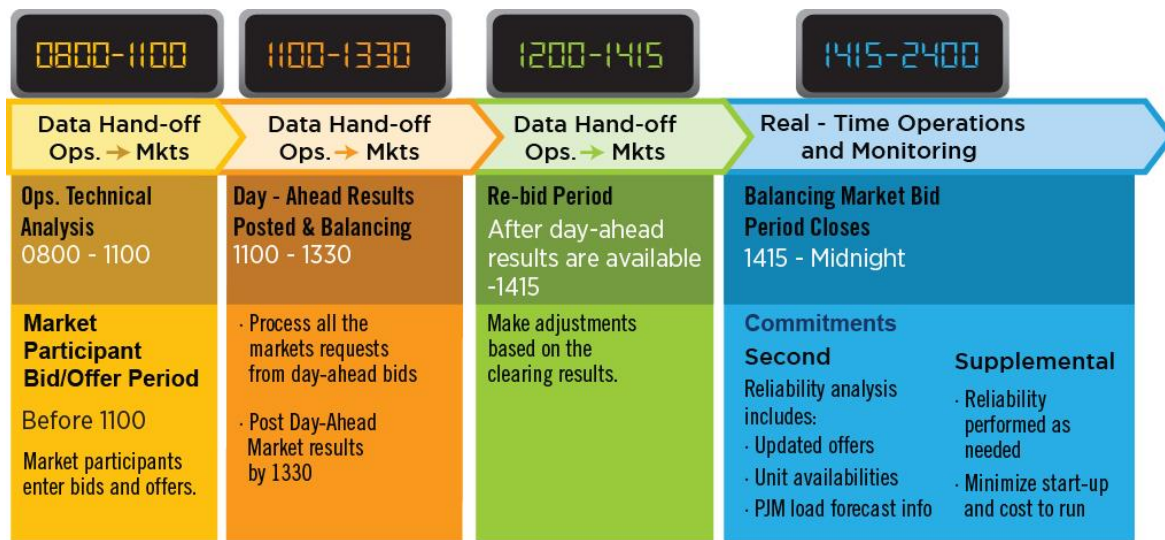 0800-1100
1100-1330
1200-1415
1415-2400
Data Hand-off
Ops. → Mkts
Data Hand-off
Ops. → Mkts
Data Hand-off
Ops. → Mkts
Real - Time Operations
and Monitoring
Ops. Technical
Analysis
0800 - 1100
Market
Participant
Bid/Offer Period
Before 1100
Market participants
enter bids and offers.
Day - Ahead Results
Posted & Balancing
1100 - 1330
· Process all the
markets requests
from day-ahead bids
· Post Day-Ahead
Market results
by 1330
Re-bid Period
After day-ahead
results are available
-1415
Make adjustments
based on the
clearing results.
Balancing Market Bid
Period Closes
1415 - Midnight
Commitments
Second
Reliability analysis
includes:
· Updated offers
· Unit availabilities
· PJM load forecast info
Supplemental
· Reliability
performed as
needed
· Minimize start-up
and cost to run